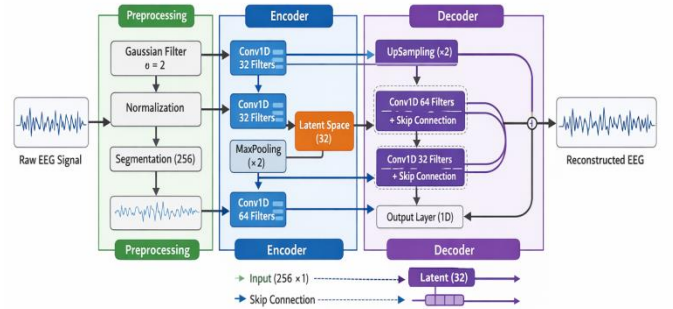 Preprocessing
Encoder
Decoder
Gaussian Filter
σ = 2
Normalization
Segmentation (256)
Raw EEG Signal
Preprocessing
Conv1D
32 Filters
Conv1D
32 Filters
MaxPooling
(×2)
Conv1D
64 Filters
Latent Space
(32)
Encoder
UpSampling (×2)
Conv1D 64 Filters
+ Skip Connection
Conv1D 32 Filters
+ Skip Connection
Output Layer (1D)
Decoder
Reconstructed EEG
Input (256 ×1)
Latent (32)
Skip Connection